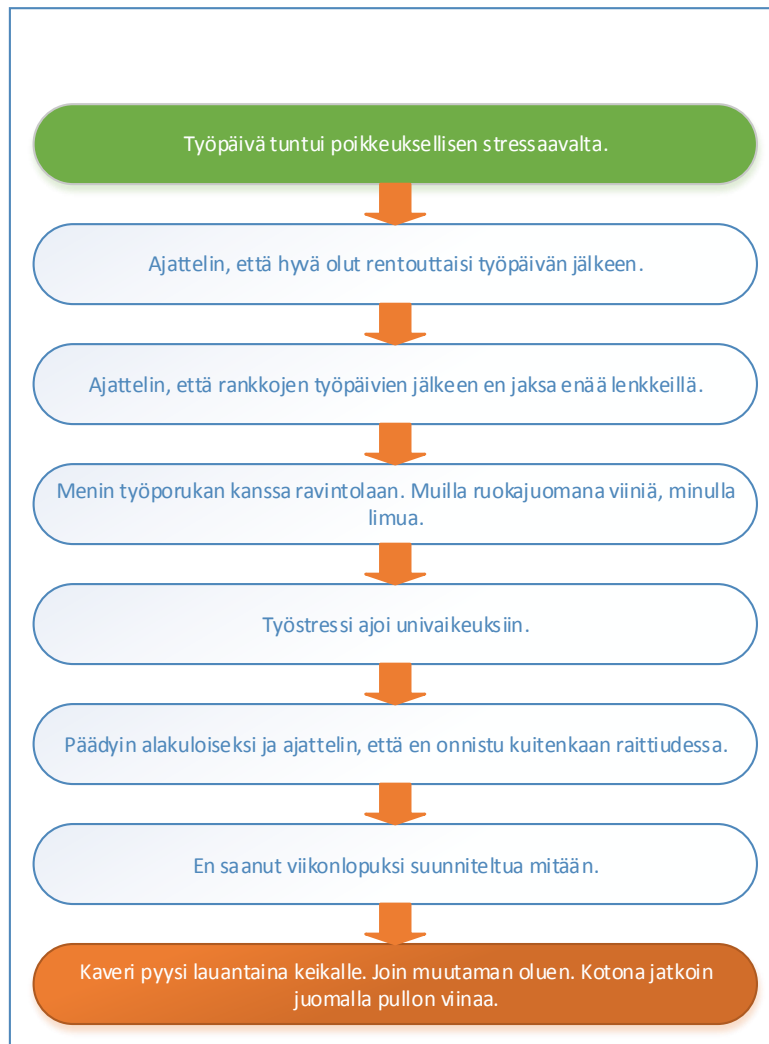 Työpäivä tuntui poikkeuksellisen stressaavalta.
Ajattelin, että hyvä olut rentouttaisi työpäivän jälkeen.
Ajattelin, että rankkojen työpäivien jälkeen en jaksa enää lenkkeillä.
Menin työporukan kanssa ravintolaan. Muilla ruokajuomana viiniä, minulla
limua.
Työstressi ajoi univaikeuksiin.
Päädyin alakuloiseksi ja ajattelin, että en onnistu kuitenkaan raittiudessa.
En saanut viikonlopuksi suunniteltua mitään.
Kaveri pyysi lauantaina keikalle. Join muutaman oluen. Kotona jatkoin
juomalla pullon viinaa.